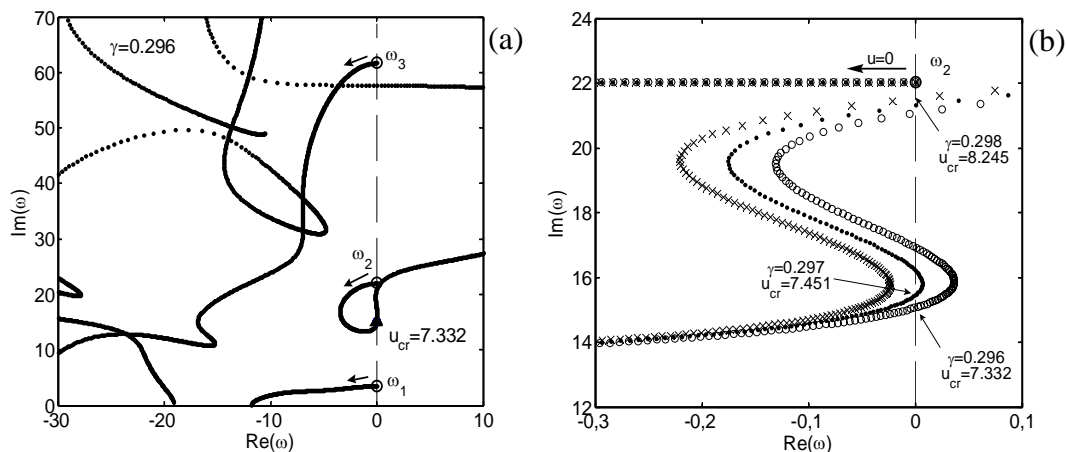 (a)
γ=0.296
ω3
ω2
ucr=7.332
ω1
70
60
50
40
30
20
10
0
-30
-20
-10
0
10
Im(ω)
Re(ω)
(b)
u=0
ω2
γ=0.298
ucr=8.245
γ=0.297
ucr=7.451
γ=0.296
ucr=7.332
24
22
20
18
16
14
12
-0,3
-0,2
-0,1
0
0,1
Im(ω)
Re(ω)